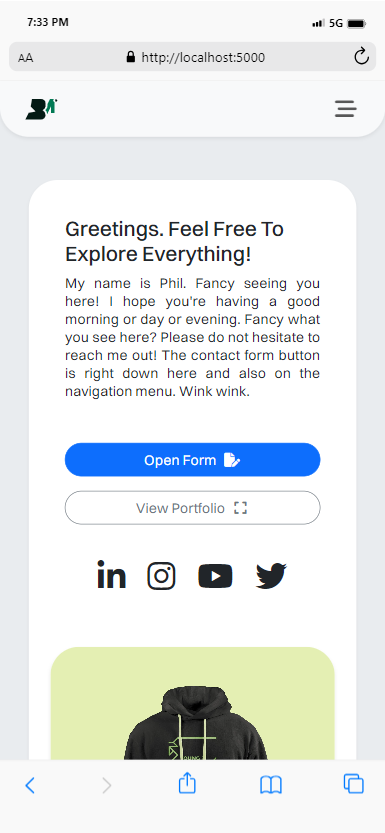 7:33 PM
5G
AA
http://localhost:5000
Greetings. Feel Free To
Explore Everything!
My name is Phil. Fancy seeing you
here! I hope you're having a good
morning or day or evening. Fancy what
you see here? Please do not hesitate to
reach me out! The contact form button
is right down here and also on the
navigation menu. Wink wink.
Open Form
View Portfolio
in
OUNG